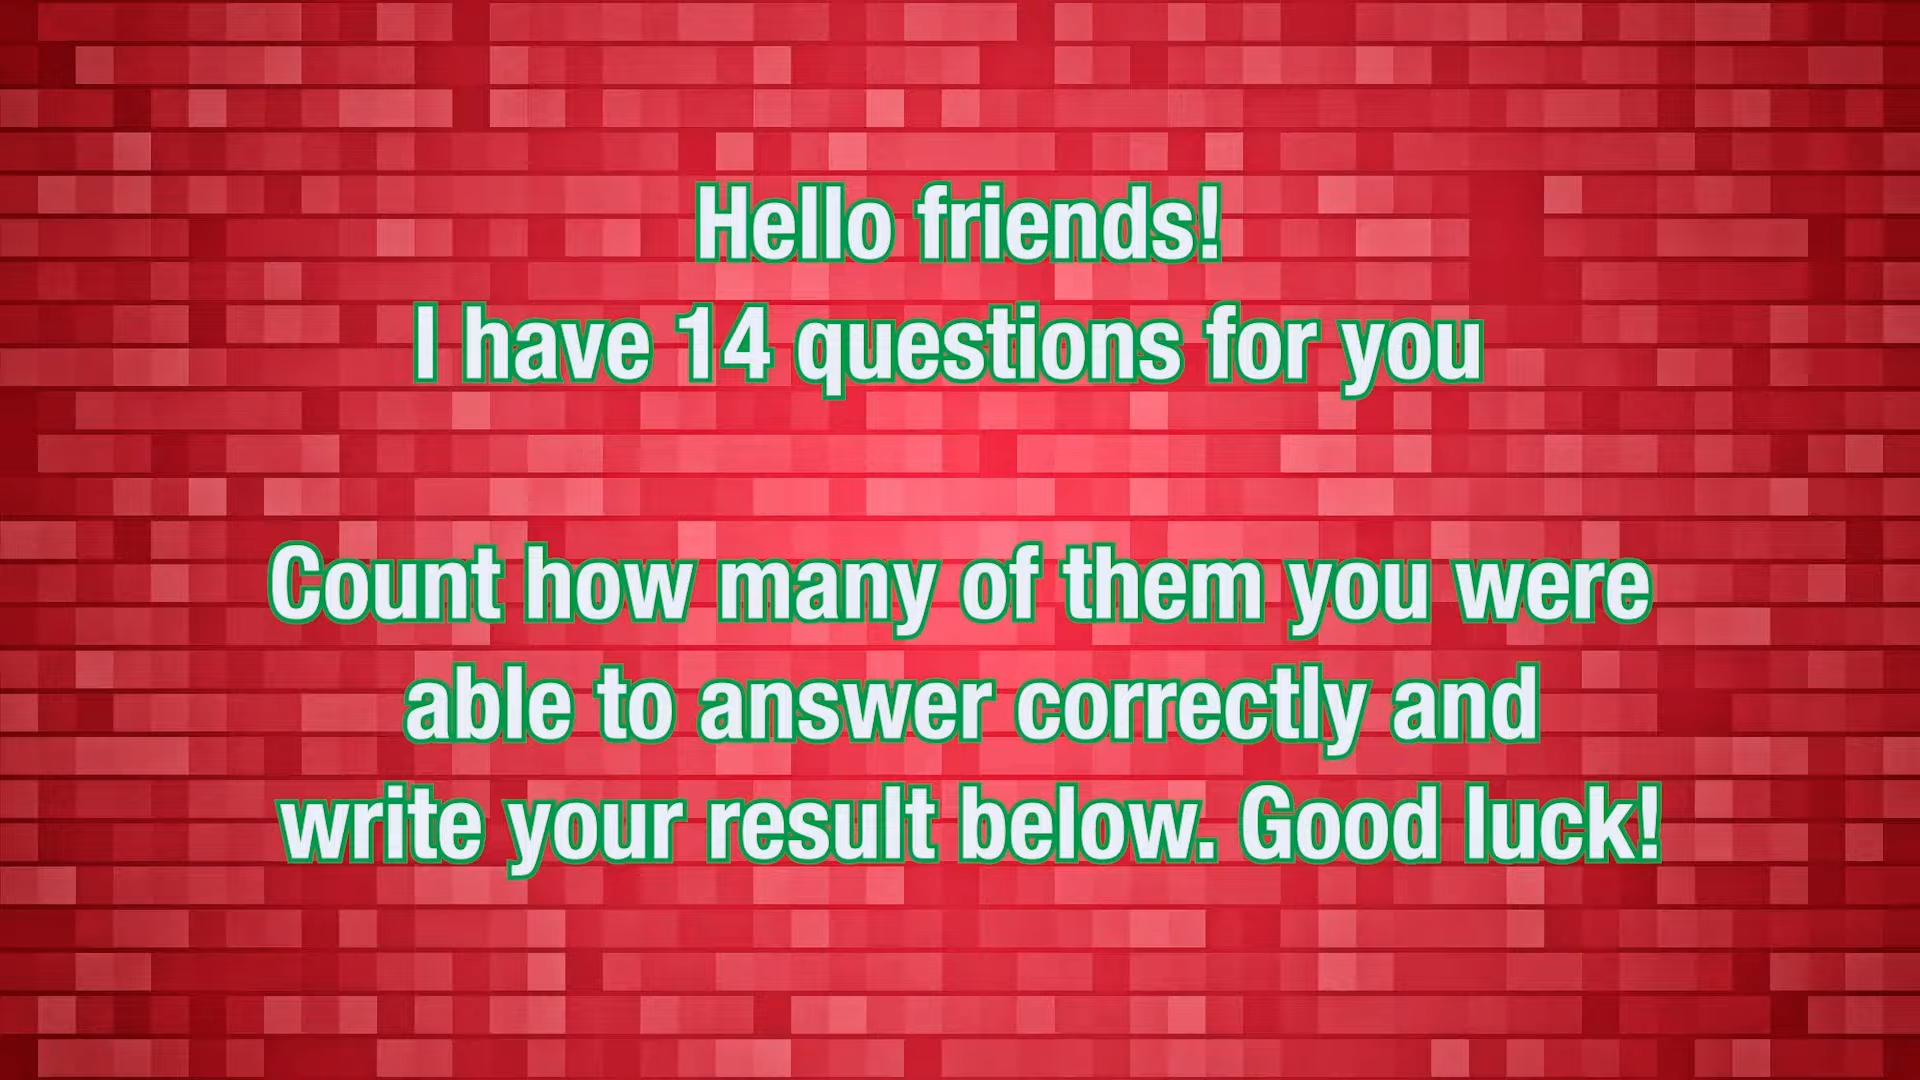 Hello friends!
I have 14 questions for you
Count how many of them you were
able to answer correctly and
write your result below. Good luck!